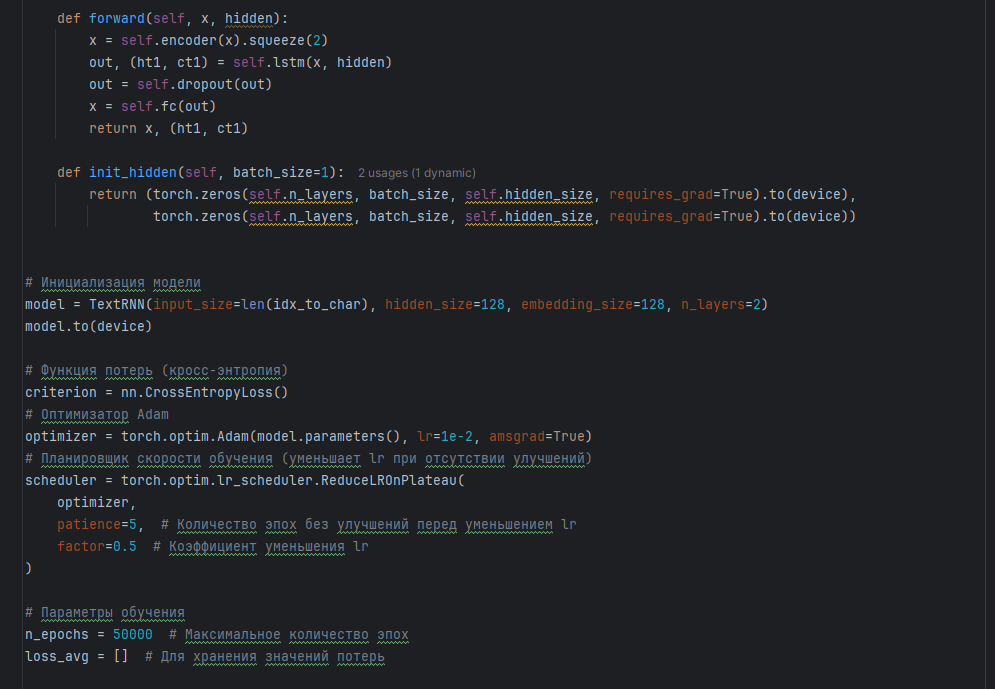 def forward(self, x, hidden):
x = self.encoder(x).squeeze(2)
out, (ht1, ct1) = self.lstm(x, hidden)
out = self.dropout(out)
x = self.fc(out)
return x, (ht1, ct1)
def init_hidden(self, batch_size=1): 2 usages (1 dynamic)
return (torch.zeros(self.n_layers, batch_size, self.hidden_size, requires_grad=True).to(device),
torch.zeros(self.n_layers, batch_size, self.hidden_size, requires_grad=True).to(device))
# Инициализация модели
model = TextRNN(input_size=len(idx_to_char), hidden_size=128, embedding_size=128, n_layers=2)
model.to(device)
# Функция потерь (кросс-энтропия)
criterion = nn.CrossEntropyLoss()
# Оптимизатор Adam
optimizer = torch.optim.Adam(model.parameters(), lr=1e-2, amsgrad=True)
# Планировщик скорости обучения (уменьшает lr при отсутствии улучшений)
scheduler = torch.optim.lr_scheduler.ReduceLROnPlateau(
optimizer,
patience=5,  # Количество эпох без улучшений перед уменьшением lr
factor=0.5  # Коэффициент уменьшения lr
)
# Параметры обучения
n_epochs = 50000  # Максимальное количество эпох
loss_avg = []  # Для хранения значений потерь